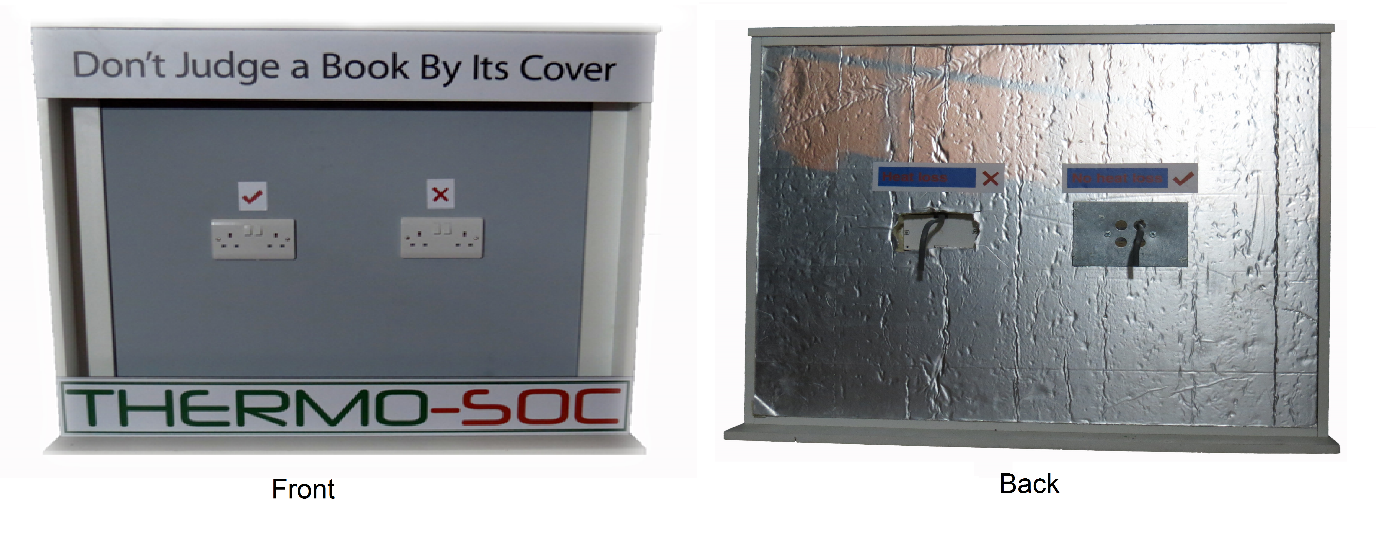 Don't Judge a Book By Its Cover
THERMO-SOC
Front
Back